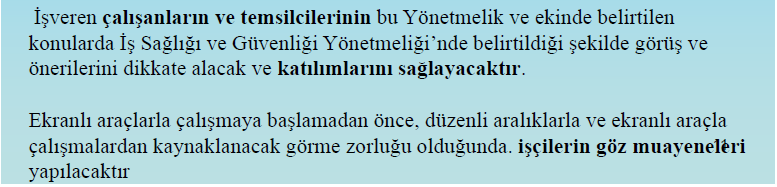 İşveren çalışanların ve temsilcilerinin bu Yönetmelik ve ekinde belirtilen
konularda İş Sağlığı ve Güvenliği Yönetmeliği’nde belirtildiği şekilde görüş ve
önerilerini dikkate alacak ve katılımlarını sağlayacaktır.
Ekranlı araçlarla çalışmaya başlamadan önce, düzenli aralıklarla ve ekranlı araçla
çalışmalardan kaynaklanacak görme zorluğu olduğunda. işçilerin göz muayeneleri
yapılacaktır